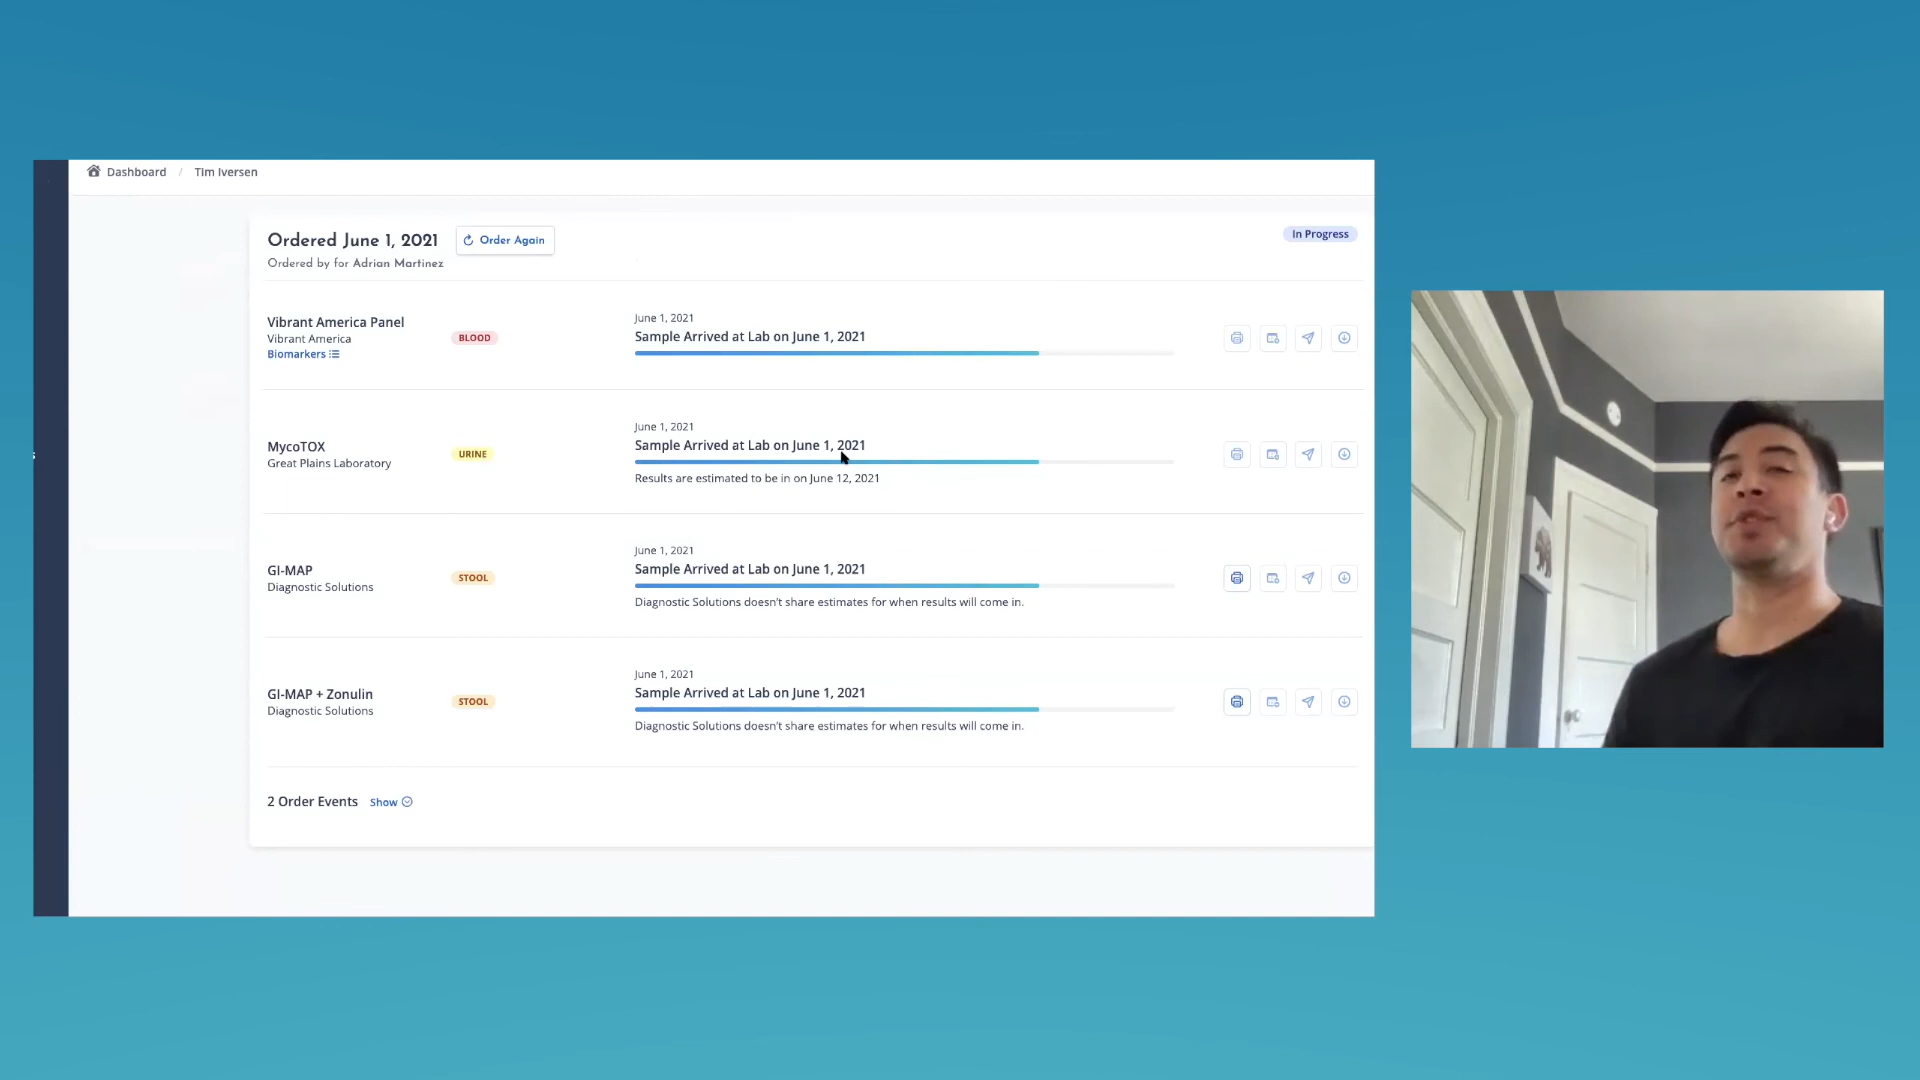 Dashboard / Tim Iversen
Ordered June 1, 2021
Order Again
In Progress
Ordered by for Adrian Martinez
Vibrant America Panel
Vibrant America
Biomarkers
BLOOD
June 1, 2021
Sample Arrived at Lab on June 1, 2021
MycoTOX
Great Plains Laboratory
URINE
June 1, 2021
Sample Arrived at Lab on June 1, 2021
Results are estimated to be in on June 12, 2021
GI-MAP
Diagnostic Solutions
STOOL
June 1, 2021
Sample Arrived at Lab on June 1, 2021
Diagnostic Solutions doesn't share estimates for when results will come in.
GI-MAP + Zonulin
Diagnostic Solutions
STOOL
June 1, 2021
Sample Arrived at Lab on June 1, 2021
Diagnostic Solutions doesn't share estimates for when results will come in.
2 Order Events Show